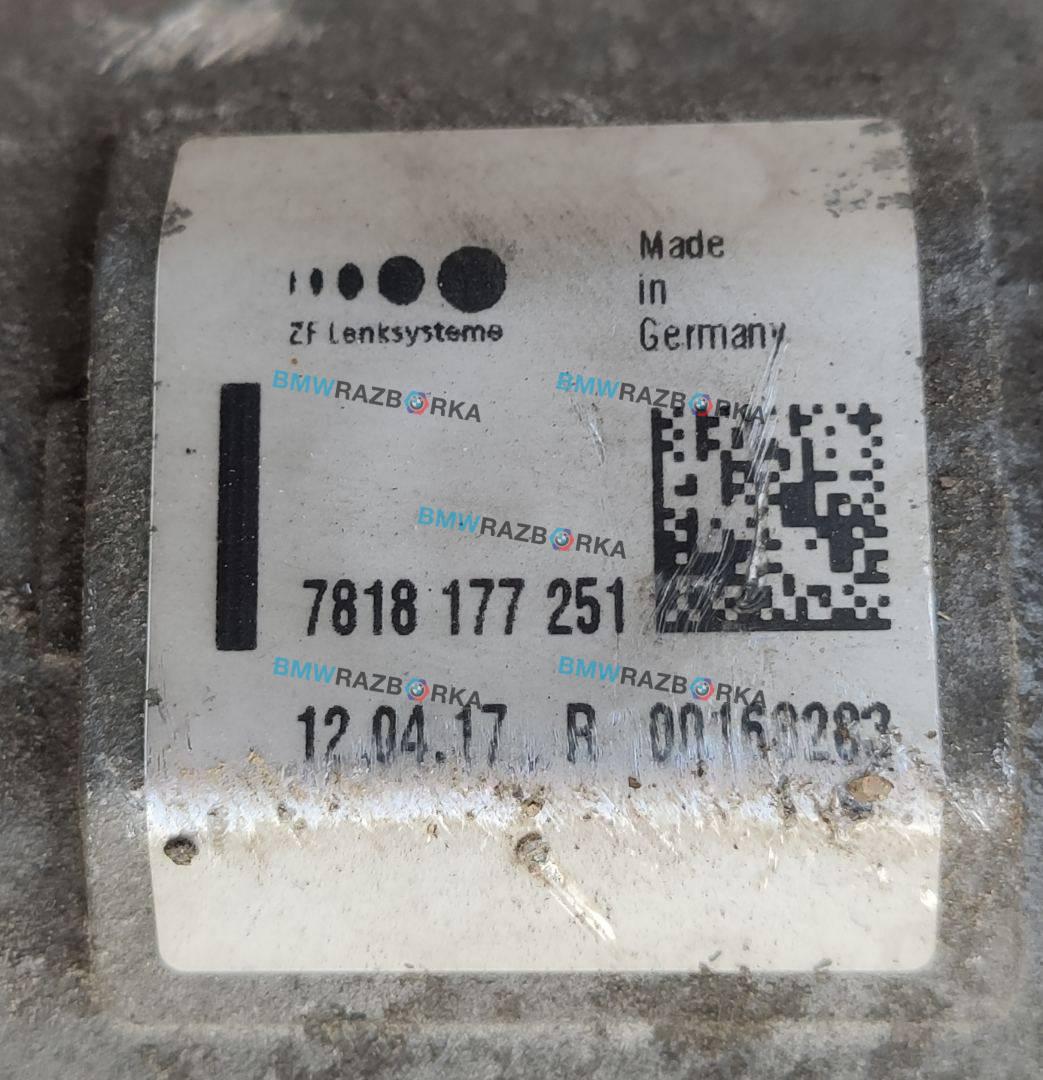 Made
in
Germany
ZF Lenksysteme
BMWRAZBORKA
BMWRAZBORKA
BMWRAZBORKA
7818 177 251
BMWRAZBORKA
BMWRAZBORKA
12.04.17 R